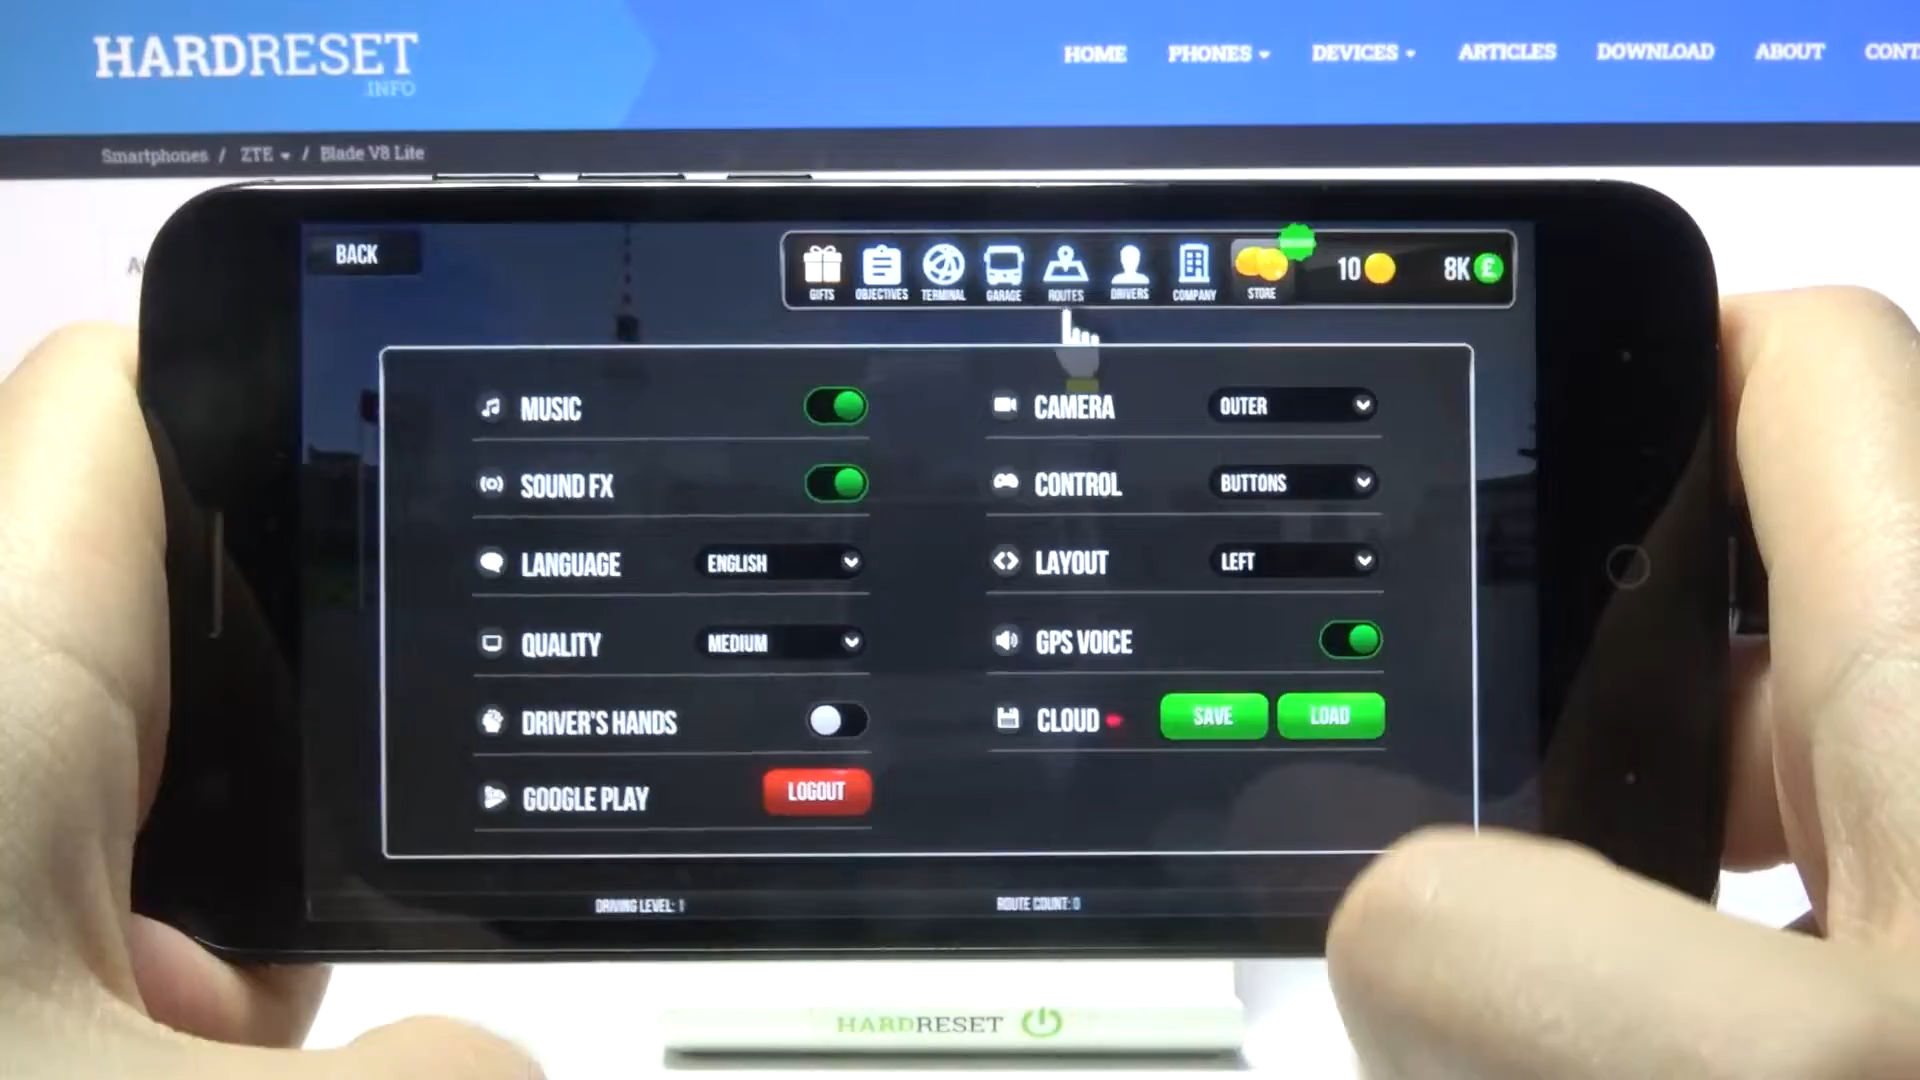 HARDRESET
.INFO
HOME PHONES DEVICES ARTICLES DOWNLOAD ABOUT CONT
Smartphones / ZTE / Blade V8 Lite
BACK
GIFTS OBJECTIVES TERMINAL GARAGE ROUTES DRIVERS COMPANY STORE 10 8K £
MUSIC
CAMERA OUTER
SOUND FX
CONTROL BUTTONS
LANGUAGE ENGLISH
LAYOUT LEFT
QUALITY MEDIUM
GPS VOICE
DRIVER'S HANDS
CLOUD SAVE LOAD
GOOGLE PLAY LOGOUT
DRIVING LEVEL: 1 ROUTE COUNT: 0
HARDRESET